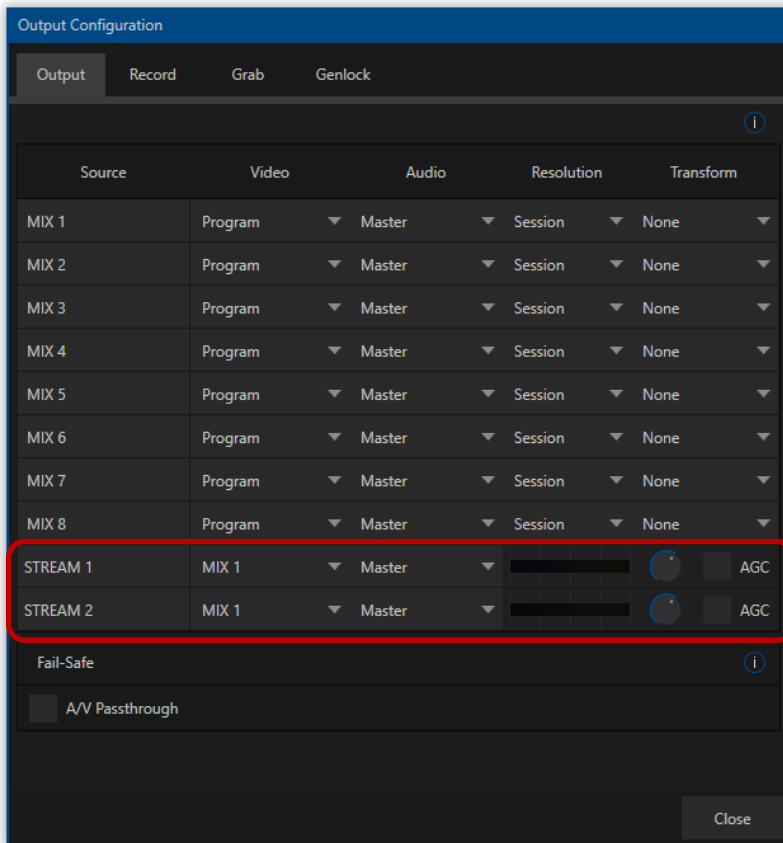 Output Configuration
Output Record Grab Genlock
i
Source Video Audio Resolution Transform
MIX 1 Program Master Session None
MIX 2 Program Master Session None
MIX 3 Program Master Session None
MIX 4 Program Master Session None
MIX 5 Program Master Session None
MIX 6 Program Master Session None
MIX 7 Program Master Session None
MIX 8 Program Master Session None
STREAM 1 MIX 1 Master AGC
STREAM 2 MIX 1 Master AGC
Fail-Safe i
A/V Passthrough
Close